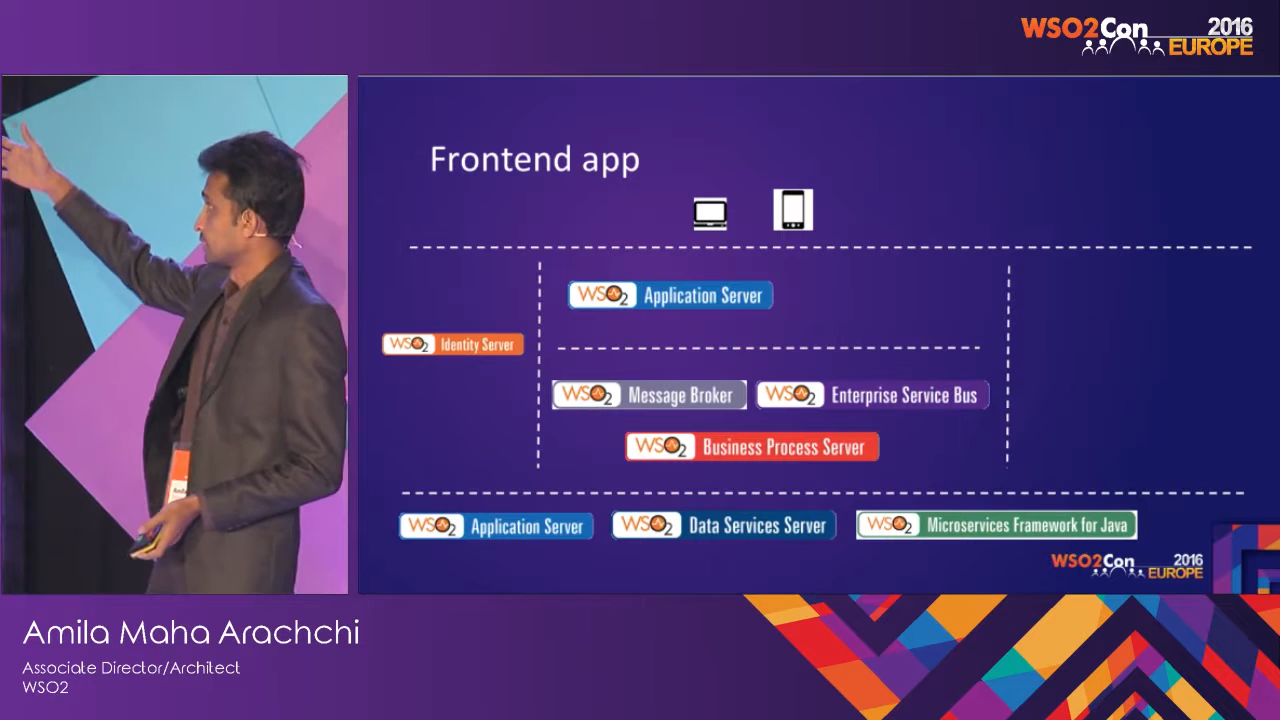 WSO2Con 2016
EUROPE
Frontend app
WSO2 Application Server
WSO2 Identity Server
WSO2 Message Broker
WSO2 Enterprise Service Bus
WSO2 Business Process Server
WSO2 Application Server
WSO2 Data Services Server
WSO2 Microservices Framework for Java
WSO2Con 2016
EUROPE
Amila Maha Arachchi
Associate Director/Architect
WSO2